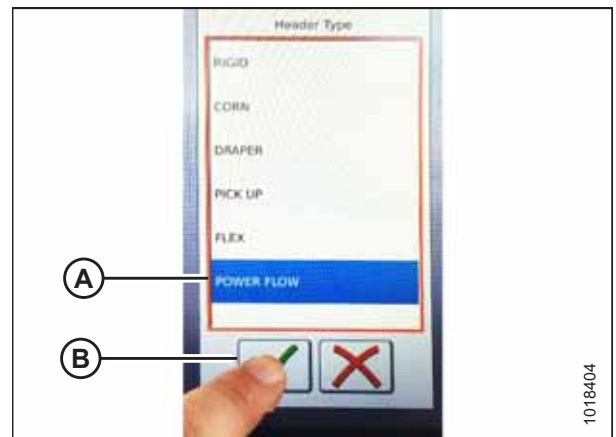 Header Type
RIGID
CORN
DRAPER
PICK UP
FLEX
A
POWER FLOW
B
1018404